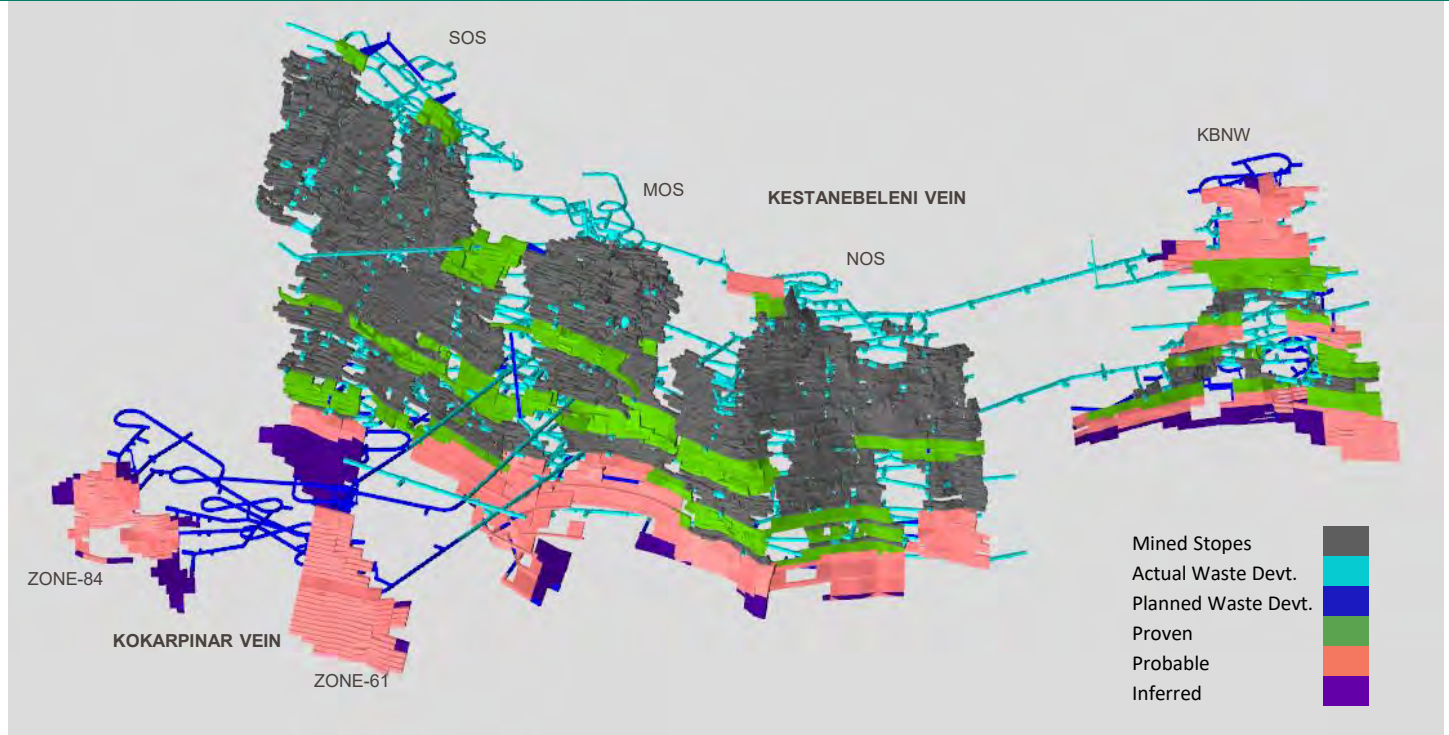 SOS
KBNW
MOS
KESTANEBELENI VEIN
NOS
ZONE-84
KOKARPINAR VEIN
ZONE-61
Mined Stopes
Actual Waste Devt.
Planned Waste Devt.
Proven
Probable
Inferred